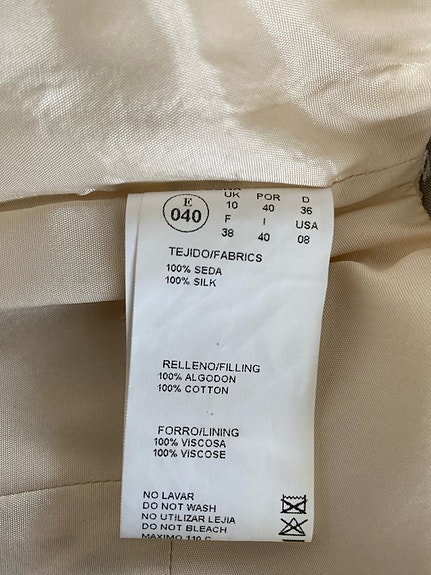 E UK POR D
040 10 40 36
F I USA
38 40 08
TEJIDO/FABRICS
100% SEDA
100% SILK
RELLENO/FILLING
100% ALGODON
100% COTTON
FORRO/LINING
100% VISCOSA
100% VISCOSE
NO LAVAR
DO NOT WASH
NO UTILIZAR LEJIA
DO NOT BLEACH
MAXIMO 110 C